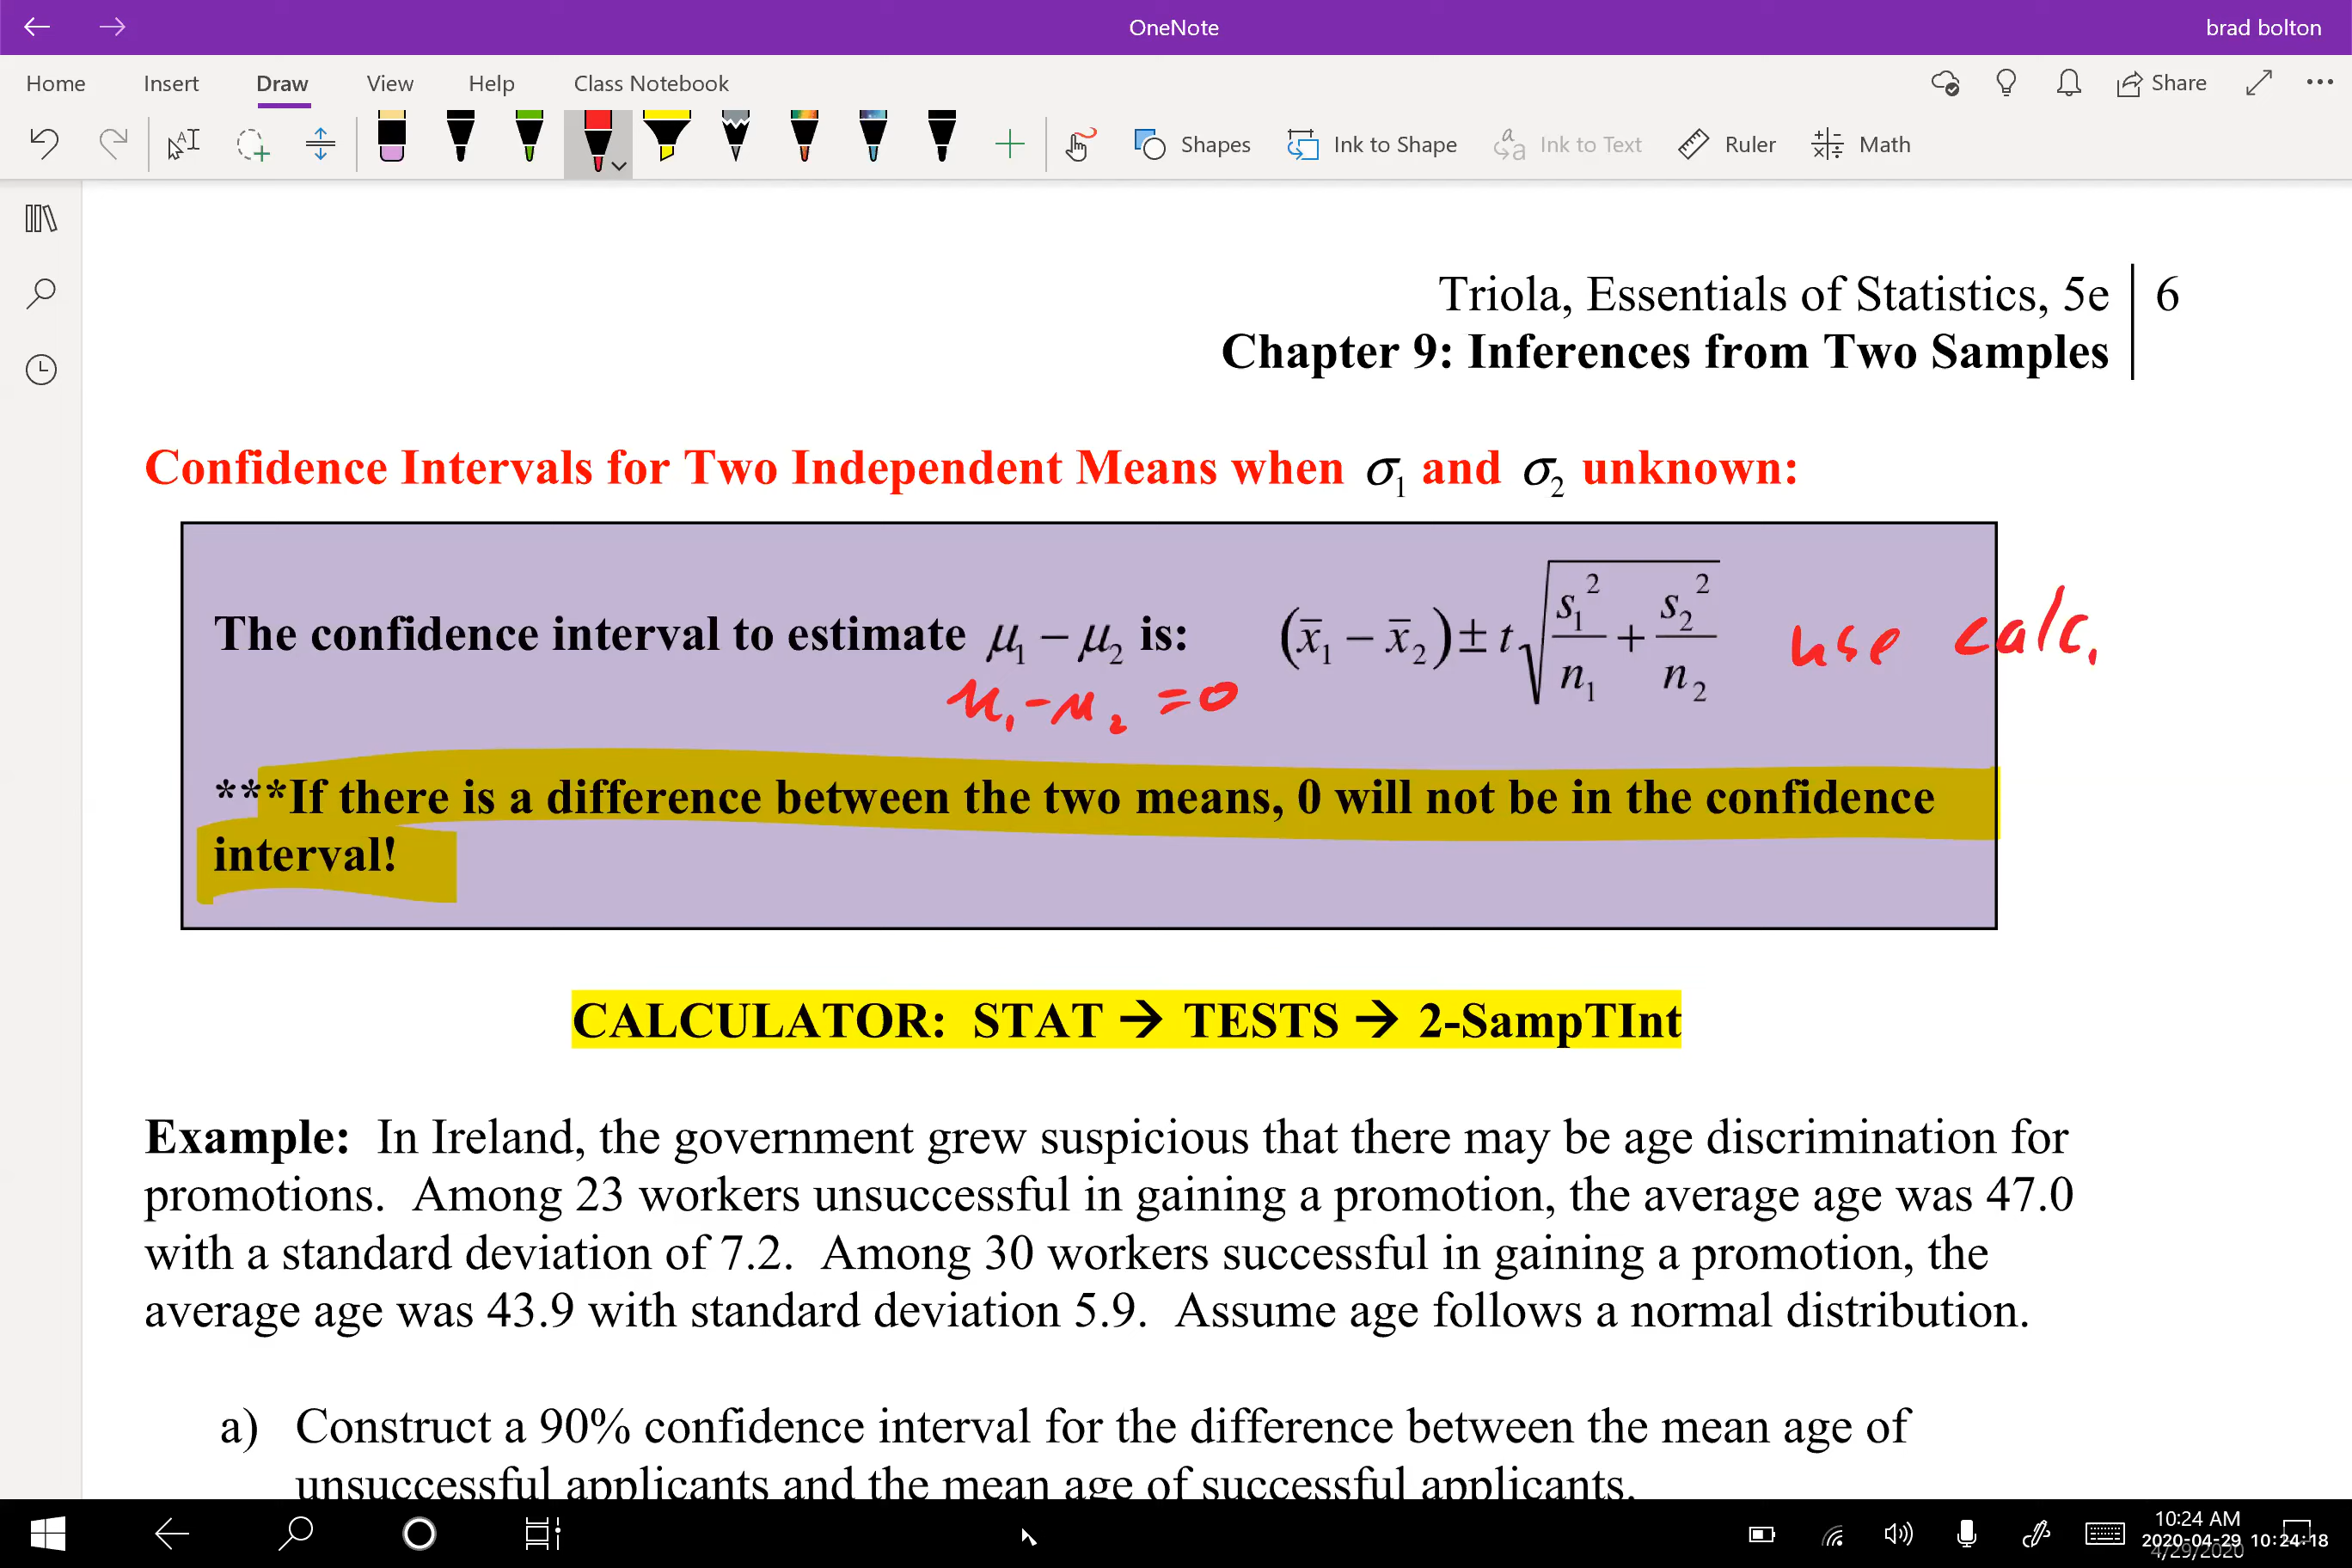 OneNote
brad bolton
Home Insert Draw View Help Class Notebook
Share
Shapes Ink to Shape Ink to Text Ruler Math
Triola, Essentials of Statistics, 5e | 6
Chapter 9: Inferences from Two Samples
Confidence Intervals for Two Independent Means when σ₁ and σ₂ unknown:
The confidence interval to estimate μ₁ − μ₂ is: (x̄₁ − x̄₂) ± t√(s₁²/n₁ + s₂²/n₂) use calc.
μ₁-μ₂ = 0
***If there is a difference between the two means, 0 will not be in the confidence
interval!
CALCULATOR: STAT → TESTS → 2-SampTInt
Example: In Ireland, the government grew suspicious that there may be age discrimination for
promotions. Among 23 workers unsuccessful in gaining a promotion, the average age was 47.0
with a standard deviation of 7.2. Among 30 workers successful in gaining a promotion, the
average age was 43.9 with standard deviation 5.9. Assume age follows a normal distribution.
a) Construct a 90% confidence interval for the difference between the mean age of
unsuccessful applicants and the mean age of successful applicants.
10:24 AM
2020-04-29 10:24:18
4/29/2020